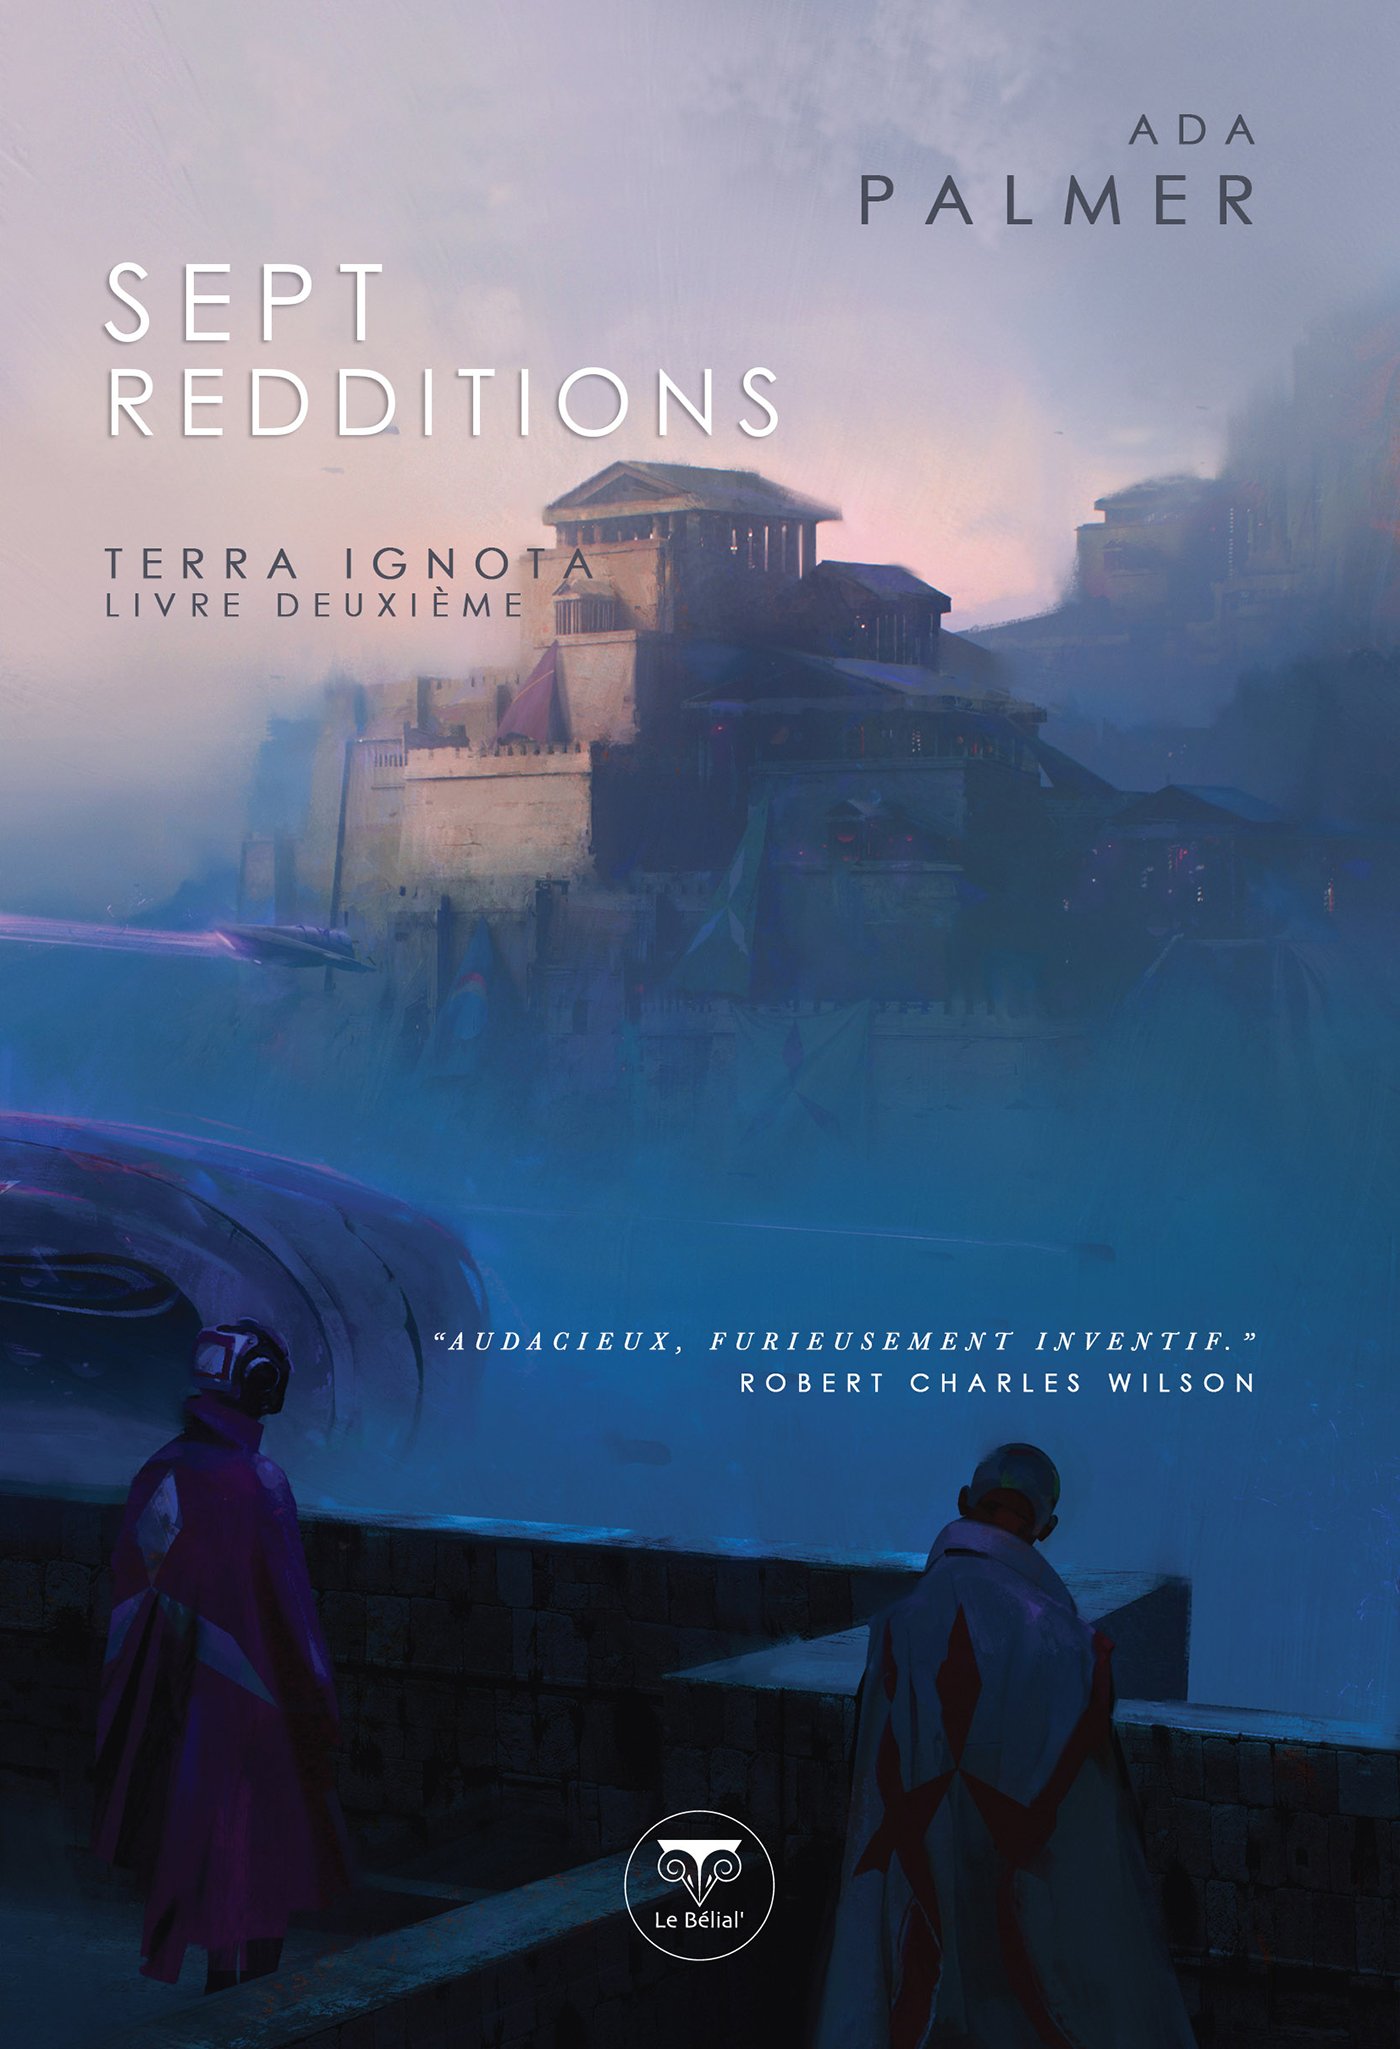 ADA
PALMER
SEPT
REDDITIONS
TERRA IGNOTA
LIVRE DEUXIÈME
“AUDACIEUX, FURIEUSEMENT INVENTIF.”
ROBERT CHARLES WILSON
Le Bélial'